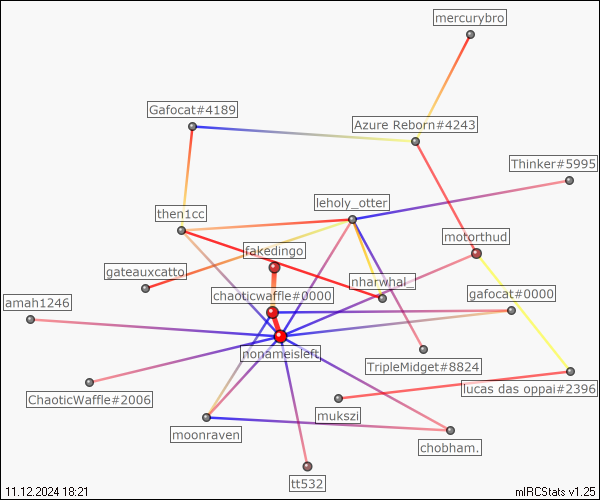 mercurybro
Gafocat#4189
Azure Reborn#4243
Thinker#5995
leholy_otter
then1cc
motorthud
fakedingo
gateauxcatto
nharwhal_
chaoticwaffle#0000
gafocat#0000
amah1246
nonameisleft
TripleMidget#8824
lucas das oppai#2396
ChaoticWaffle#2006
mukszi
moonraven
chobham.
tt532
11.12.2024 18:21
mIRCStats v1.25